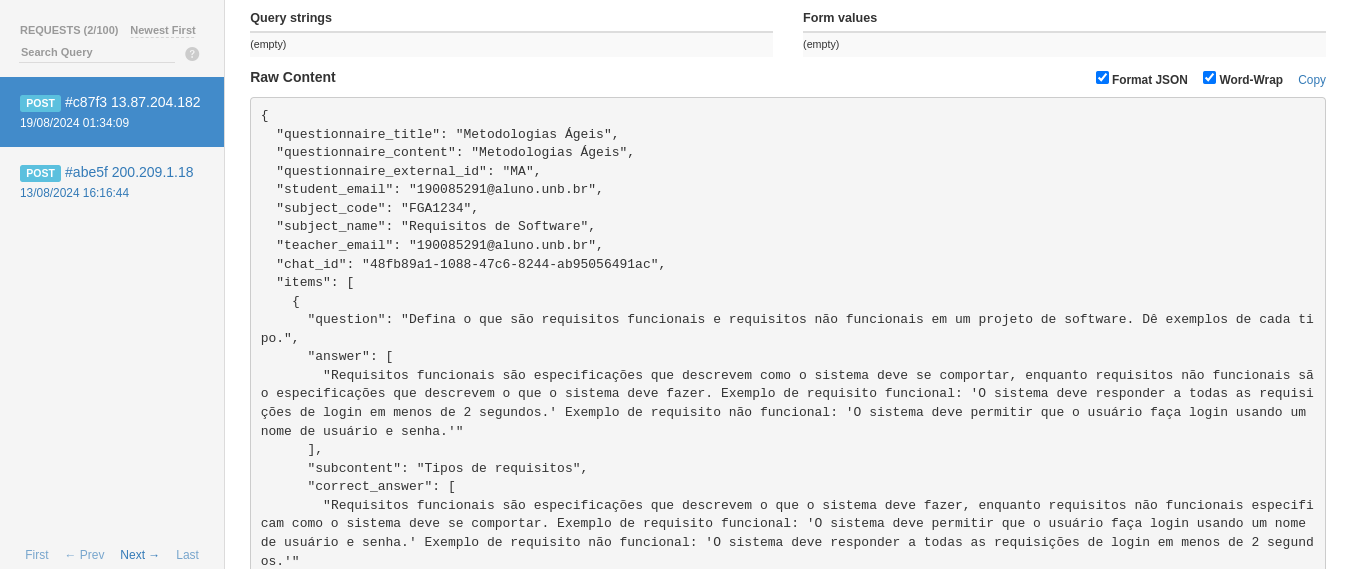 REQUESTS (2/100) Newest First
Search Query ?
POST #c87f3 13.87.204.182
19/08/2024 01:34:09
POST #abe5f 200.209.1.18
13/08/2024 16:16:44
First ← Prev Next → Last
Query strings
(empty)
Form values
(empty)
Raw Content
Format JSON Word-Wrap Copy
{
  "questionnaire_title": "Metodologias Ágeis",
  "questionnaire_content": "Metodologias Ágeis",
  "questionnaire_external_id": "MA",
  "student_email": "190085291@aluno.unb.br",
  "subject_code": "FGA1234",
  "subject_name": "Requisitos de Software",
  "teacher_email": "190085291@aluno.unb.br",
  "chat_id": "48fb89a1-1088-47c6-8244-ab95056491ac",
  "items": [
    {
      "question": "Defina o que são requisitos funcionais e requisitos não funcionais em um projeto de software. Dê exemplos de cada ti
po.",
      "answer": [
        "Requisitos funcionais são especificações que descrevem como o sistema deve se comportar, enquanto requisitos não funcionais sã
o especificações que descrevem o que o sistema deve fazer. Exemplo de requisito funcional: 'O sistema deve responder a todas as requisi
ções de login em menos de 2 segundos.' Exemplo de requisito não funcional: 'O sistema deve permitir que o usuário faça login usando um
nome de usuário e senha.'"
      ],
      "subcontent": "Tipos de requisitos",
      "correct_answer": [
        "Requisitos funcionais são especificações que descrevem o que o sistema deve fazer, enquanto requisitos não funcionais especifi
cam como o sistema deve se comportar. Exemplo de requisito funcional: 'O sistema deve permitir que o usuário faça login usando um nome
de usuário e senha.' Exemplo de requisito não funcional: 'O sistema deve responder a todas as requisições de login em menos de 2 segund
os.'"